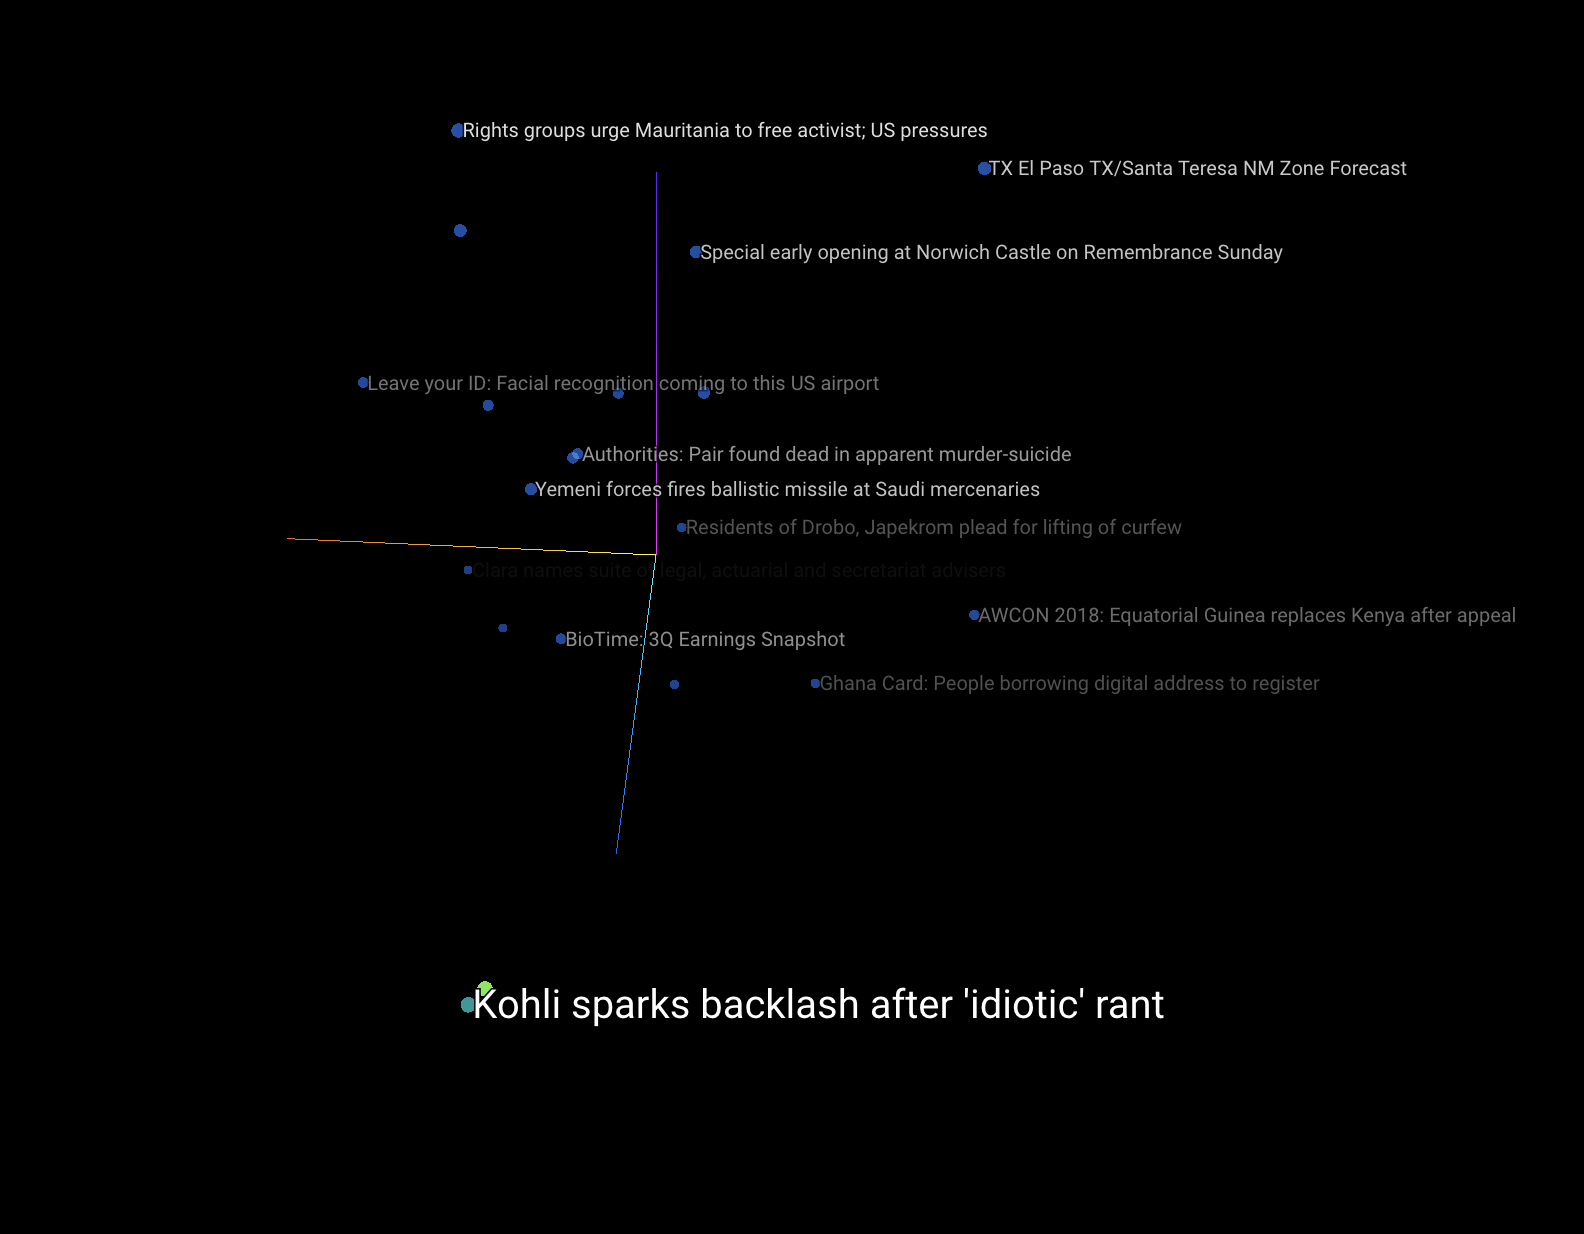 Rights groups urge Mauritania to free activist; US pressures
TX El Paso TX/Santa Teresa NM Zone Forecast
Special early opening at Norwich Castle on Remembrance Sunday
Leave your ID: Facial recognition coming to this US airport
Authorities: Pair found dead in apparent murder-suicide
Yemeni forces fires ballistic missile at Saudi mercenaries
Residents of Drobo, Japekrom plead for lifting of curfew
Clara names suite of legal, actuarial and secretariat advisers
AWCON 2018: Equatorial Guinea replaces Kenya after appeal
BioTime: 3Q Earnings Snapshot
Ghana Card: People borrowing digital address to register
Kohli sparks backlash after 'idiotic' rant